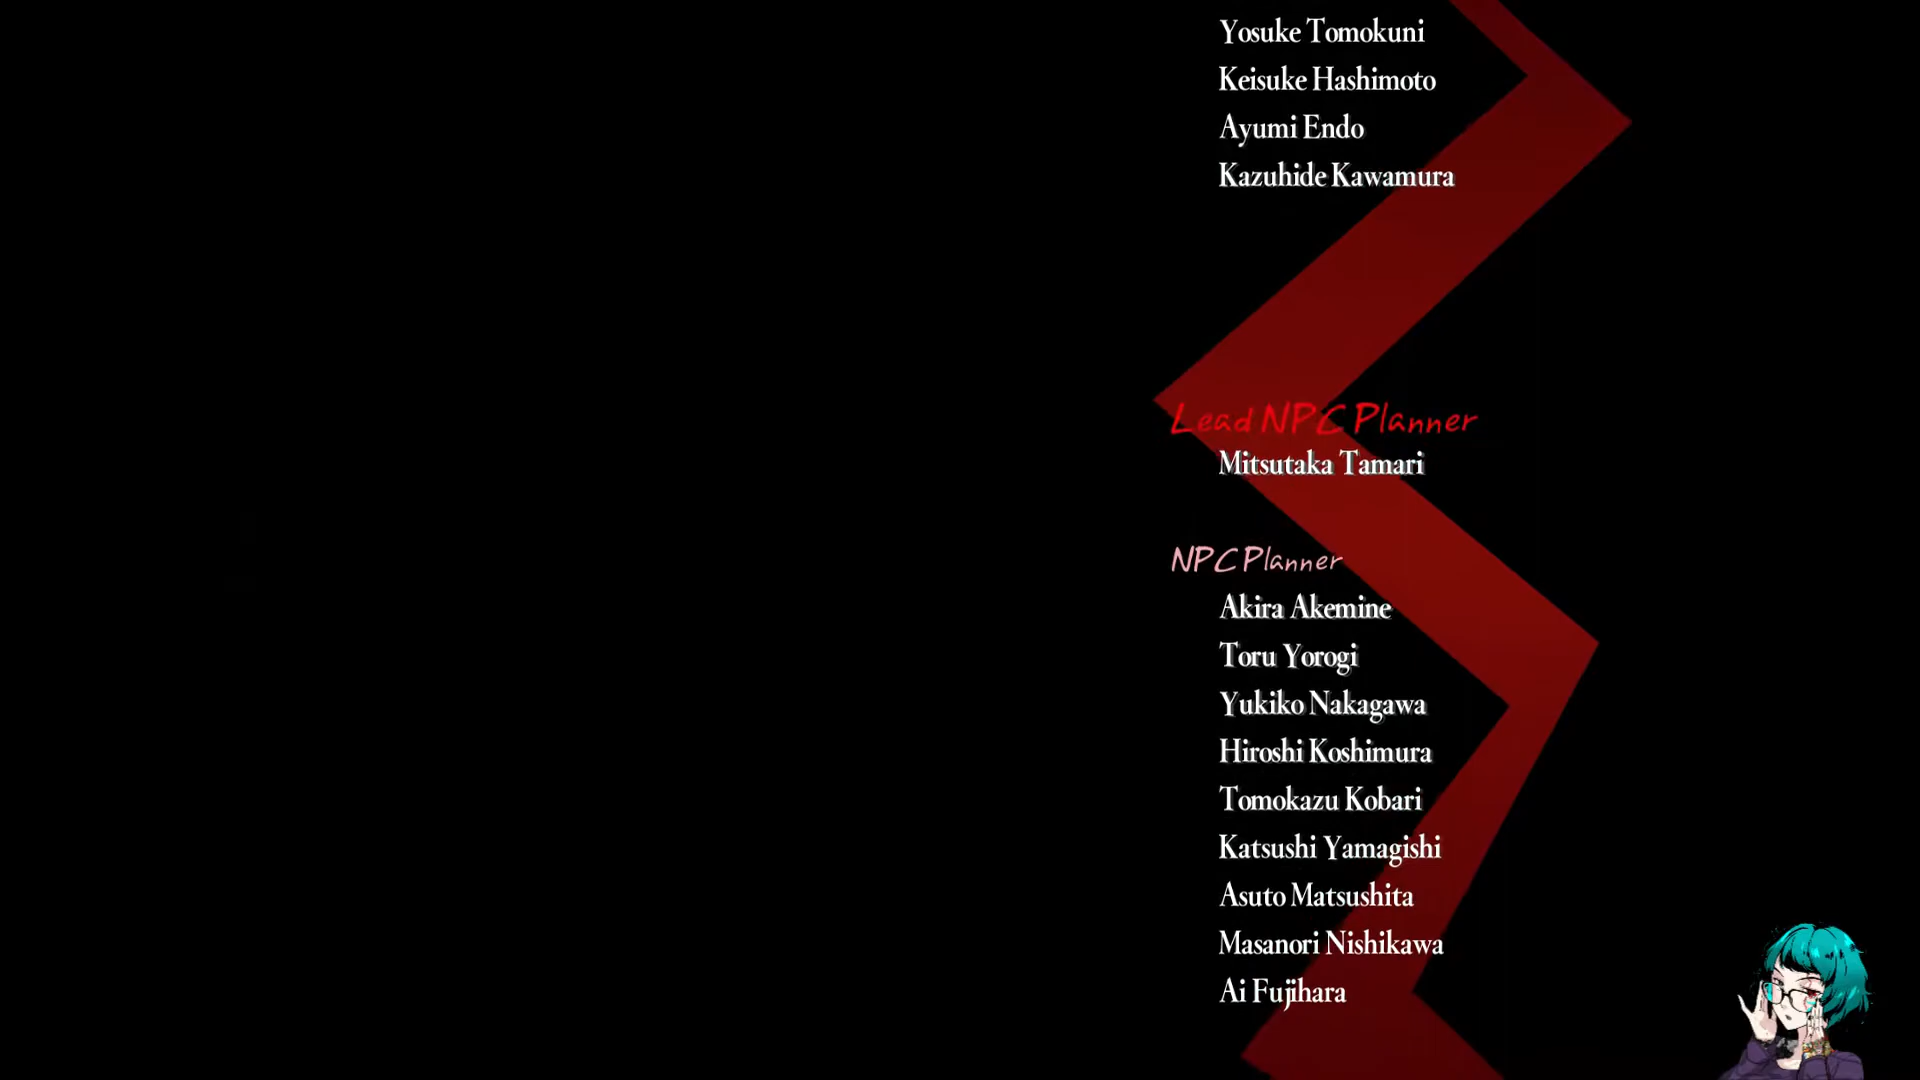 Yosuke Tomokuni
Keisuke Hashimoto
Ayumi Endo
Kazuhide Kawamura
Lead NPC Planner
Mitsutaka Tamari
NPC Planner
Akira Akemine
Toru Yorogi
Yukiko Nakagawa
Hiroshi Koshimura
Tomokazu Kobari
Katsushi Yamagishi
Asuto Matsushita
Masanori Nishikawa
Ai Fujihara